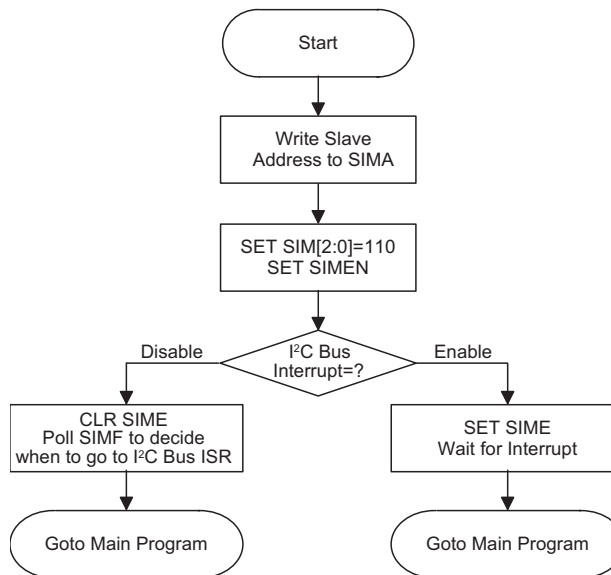 Start
Write Slave
Address to SIMA
SET SIM[2:0]=110
SET SIMEN
I²C Bus
Interrupt=?
Disable
Enable
CLR SIME
Poll SIMF to decide
when to go to I²C Bus ISR
SET SIME
Wait for Interrupt
Goto Main Program
Goto Main Program